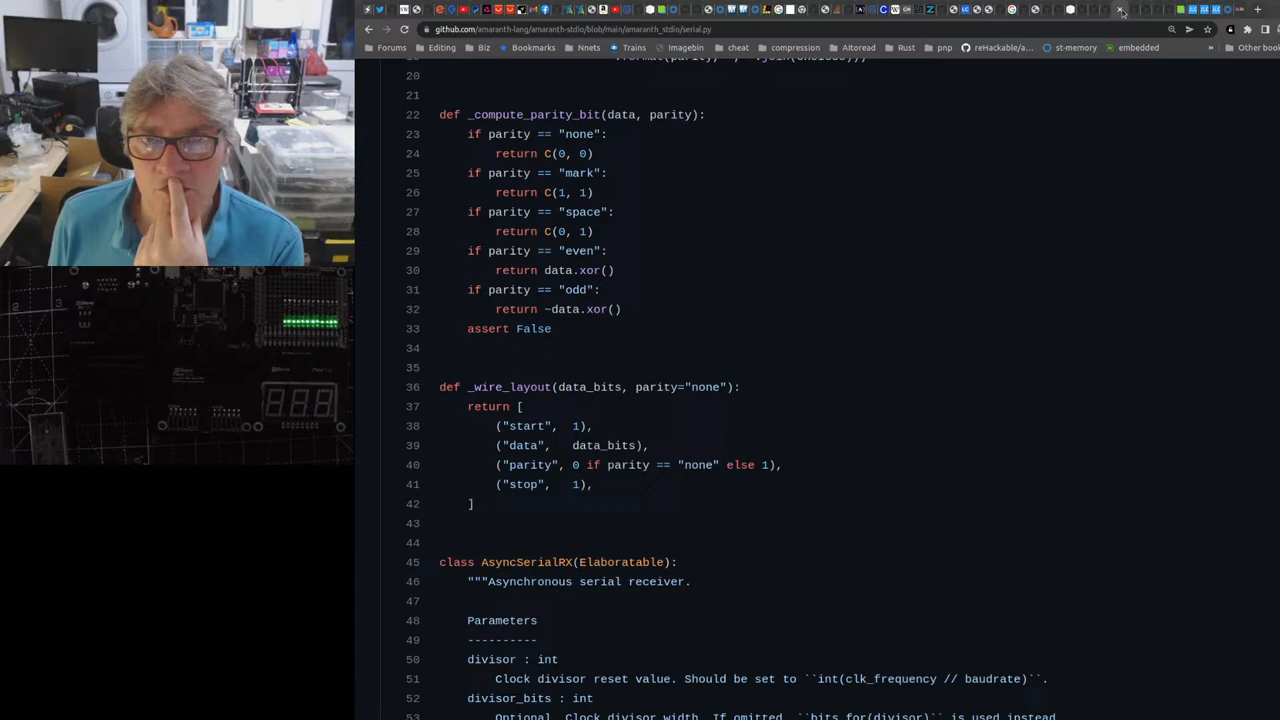 github.com/amaranth-lang/amaranth-stdio/blob/main/amaranth_stdio/serial.py
Forums Editing Biz Bookmarks Nnets Trains Imagebin cheat compression AItoread Rust pnp rethackable/a... st-memory embedded » Other book
20
21
22 def _compute_parity_bit(data, parity):
23 if parity == "none":
24 return C(0, 0)
25 if parity == "mark":
26 return C(1, 1)
27 if parity == "space":
28 return C(0, 1)
29 if parity == "even":
30 return data.xor()
31 if parity == "odd":
32 return ~data.xor()
33 assert False
34
35
36 def _wire_layout(data_bits, parity="none"):
37 return [
38 ("start", 1),
39 ("data", data_bits),
40 ("parity", 0 if parity == "none" else 1),
41 ("stop", 1),
42 ]
43
44
45 class AsyncSerialRX(Elaboratable):
46 """Asynchronous serial receiver.
47
48 Parameters
49 ----------
50 divisor : int
51 Clock divisor reset value. Should be set to ``int(clk_frequency // baudrate)``.
52 divisor_bits : int
53 Optional. Clock divisor width. If omitted, ``bits_for(divisor)`` is used instead